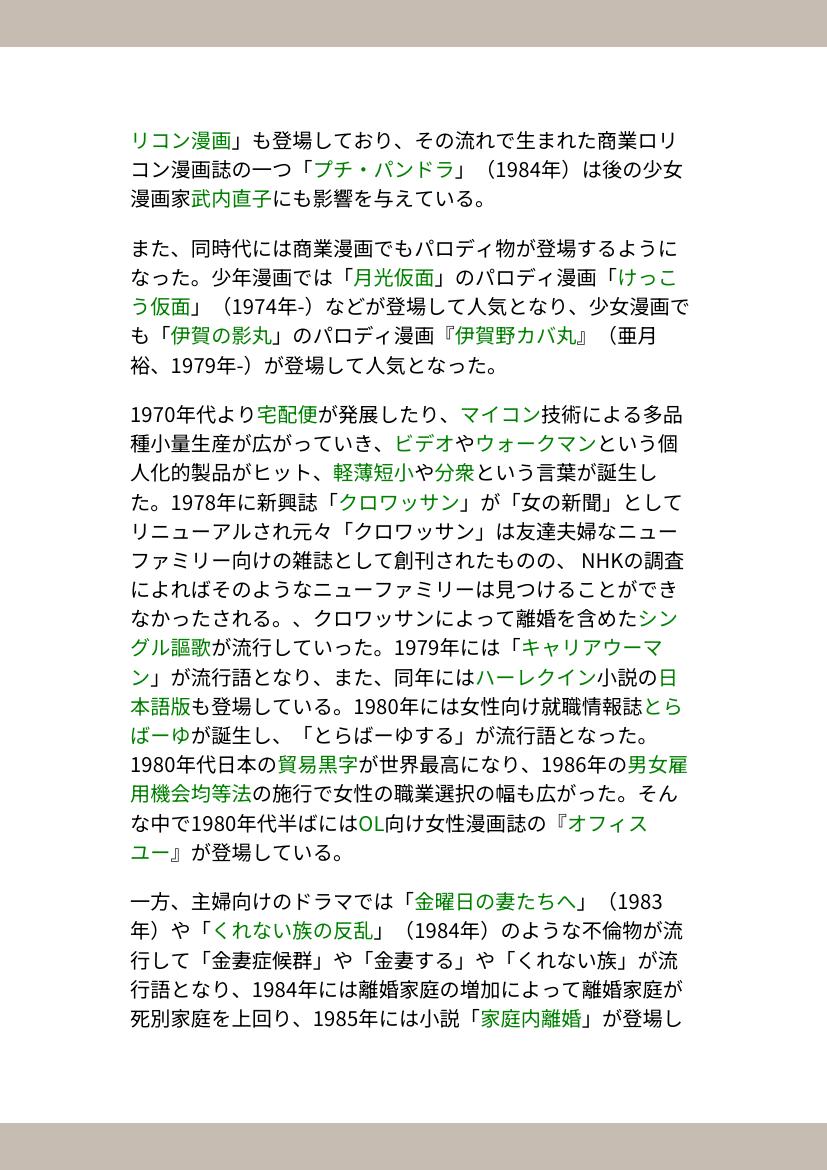 リコン漫画」も登場しており、その流れで生まれた商業ロリ
コン漫画誌の一つ「プチ・パンドラ」（1984年）は後の少女
漫画家武内直子にも影響を与えている。
また、同時代には商業漫画でもパロディ物が登場するように
なった。少年漫画では「月光仮面」のパロディ漫画「けっこ
う仮面」（1974年-）などが登場して人気となり、少女漫画で
も「伊賀の影丸」のパロディ漫画『伊賀野カバ丸』（亜月
裕、1979年-）が登場して人気となった。
1970年代より宅配便が発展したり、マイコン技術による多品
種小量生産が広がっていき、ビデオやウォークマンという個
人化的製品がヒット、軽薄短小や分衆という言葉が誕生し
た。1978年に新興誌「クロワッサン」が「女の新聞」として
リニューアルされ元々「クロワッサン」は友達夫婦なニュー
ファミリー向けの雑誌として創刊されたものの、 NHKの調査
によればそのようなニューファミリーは見つけることができ
なかったされる。、クロワッサンによって離婚を含めたシン
グル謳歌が流行していった。1979年には「キャリアウーマ
ン」が流行語となり、また、同年にはハーレクイン小説の日
本語版も登場している。1980年には女性向け就職情報誌とら
ばーゆが誕生し、「とらばーゆする」が流行語となった。
1980年代日本の貿易黒字が世界最高になり、1986年の男女雇
用機会均等法の施行で女性の職業選択の幅も広がった。そん
な中で1980年代半ばにはOL向け女性漫画誌の『オフィス
ユー』が登場している。
一方、主婦向けのドラマでは「金曜日の妻たちへ」（1983
年）や「くれない族の反乱」（1984年）のような不倫物が流
行して「金妻症候群」や「金妻する」や「くれない族」が流
行語となり、1984年には離婚家庭の増加によって離婚家庭が
死別家庭を上回り、1985年には小説「家庭内離婚」が登場し